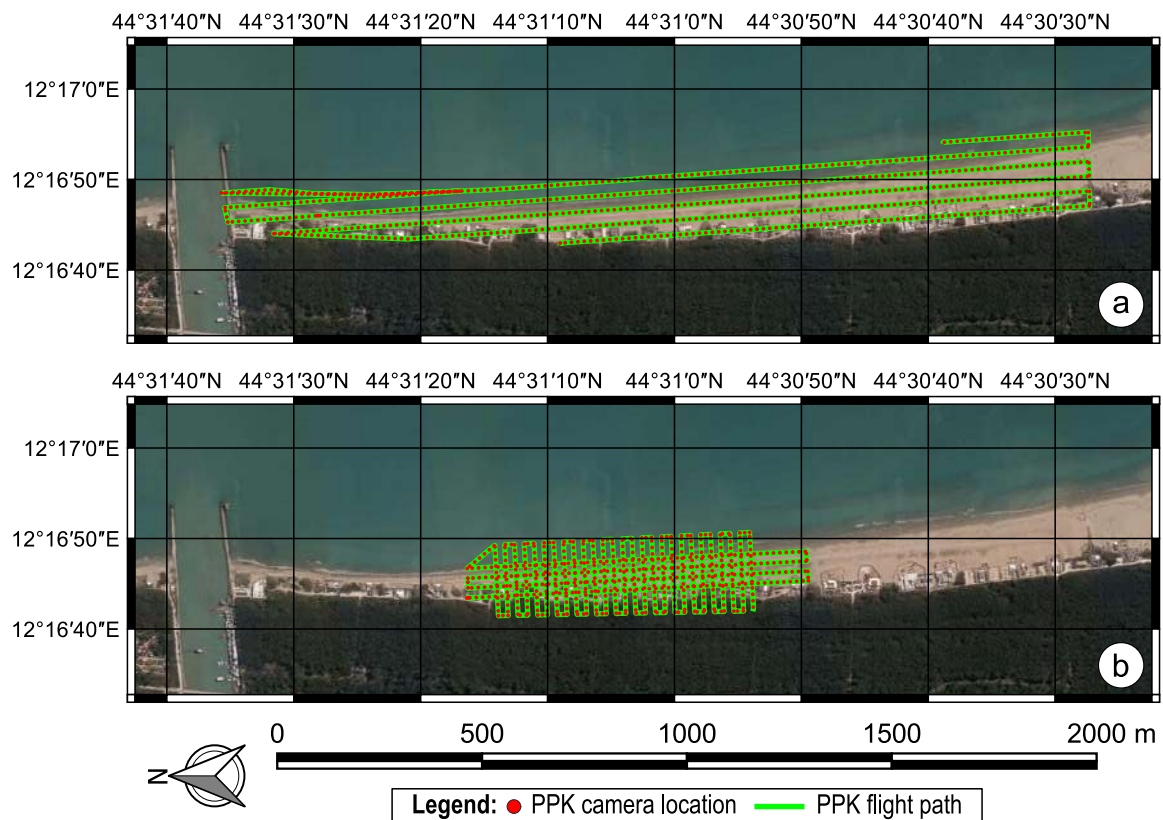 44°31′40″N 44°31′30″N 44°31′20″N 44°31′10″N 44°31′0″N 44°30′50″N 44°30′40″N 44°30′30″N
12°17′0″E
12°16′50″E
12°16′40″E
a
44°31′40″N 44°31′30″N 44°31′20″N 44°31′10″N 44°31′0″N 44°30′50″N 44°30′40″N 44°30′30″N
12°17′0″E
12°16′50″E
12°16′40″E
b
0 500 1000 1500 2000 m
N
Legend: PPK camera location PPK flight path